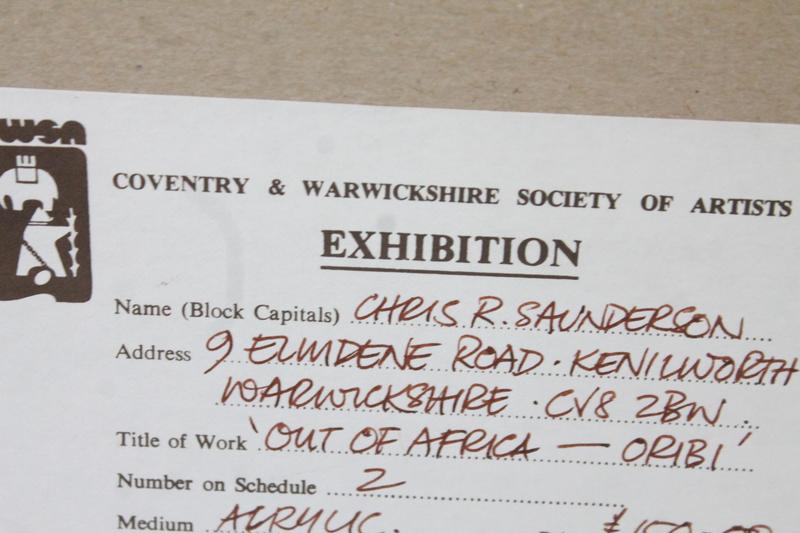 WSA
COVENTRY & WARWICKSHIRE SOCIETY OF ARTISTS
EXHIBITION
Name (Block Capitals) CHRIS R. SAUNDERSON
Address 9 ELMDENE ROAD · KENILWORTH
WARWICKSHIRE · CV8 2BW .
Title of Work 'OUT OF AFRICA — ORIBI'
Number on Schedule 2
Medium ACRYLIC.